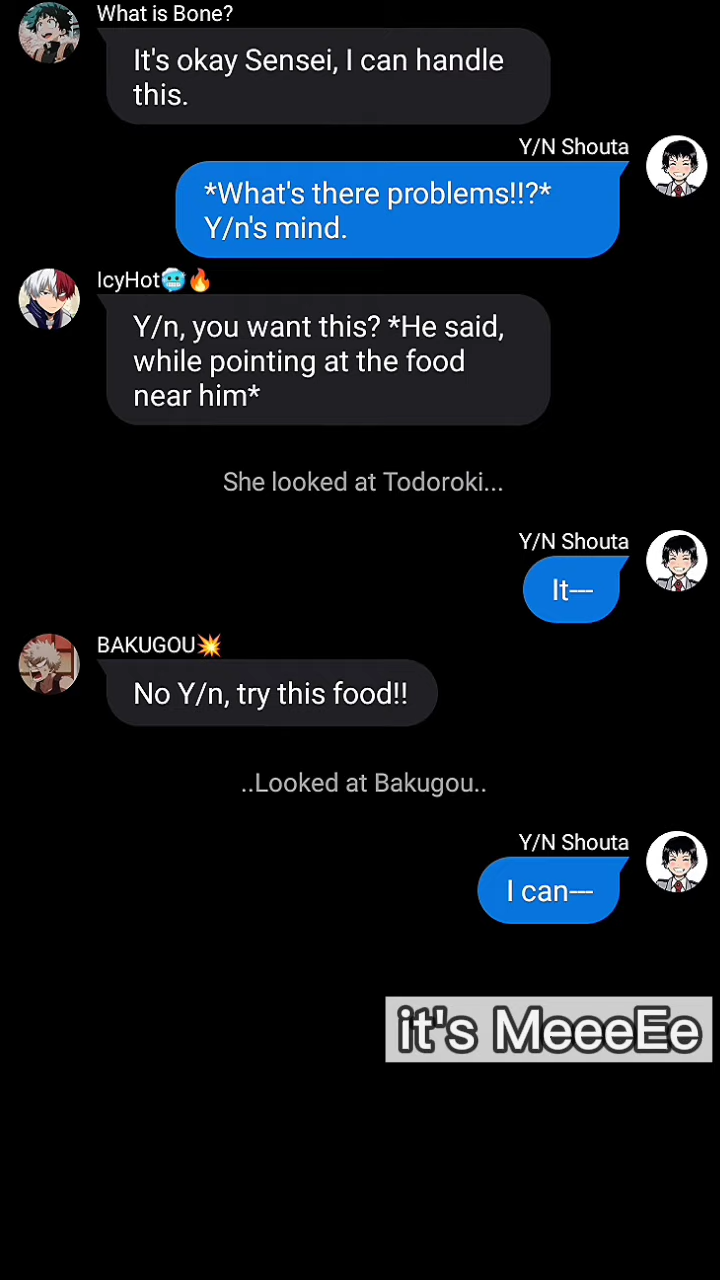 What is Bone?
It's okay Sensei, I can handle
this.
Y/N Shouta
*What's there problems!!?*
Y/n's mind.
IcyHot🥶🔥
Y/n, you want this? *He said,
while pointing at the food
near him*
She looked at Todoroki...
Y/N Shouta
It---
BAKUGOU💥
No Y/n, try this food!!
..Looked at Bakugou..
Y/N Shouta
I can---
it's MeeeEe